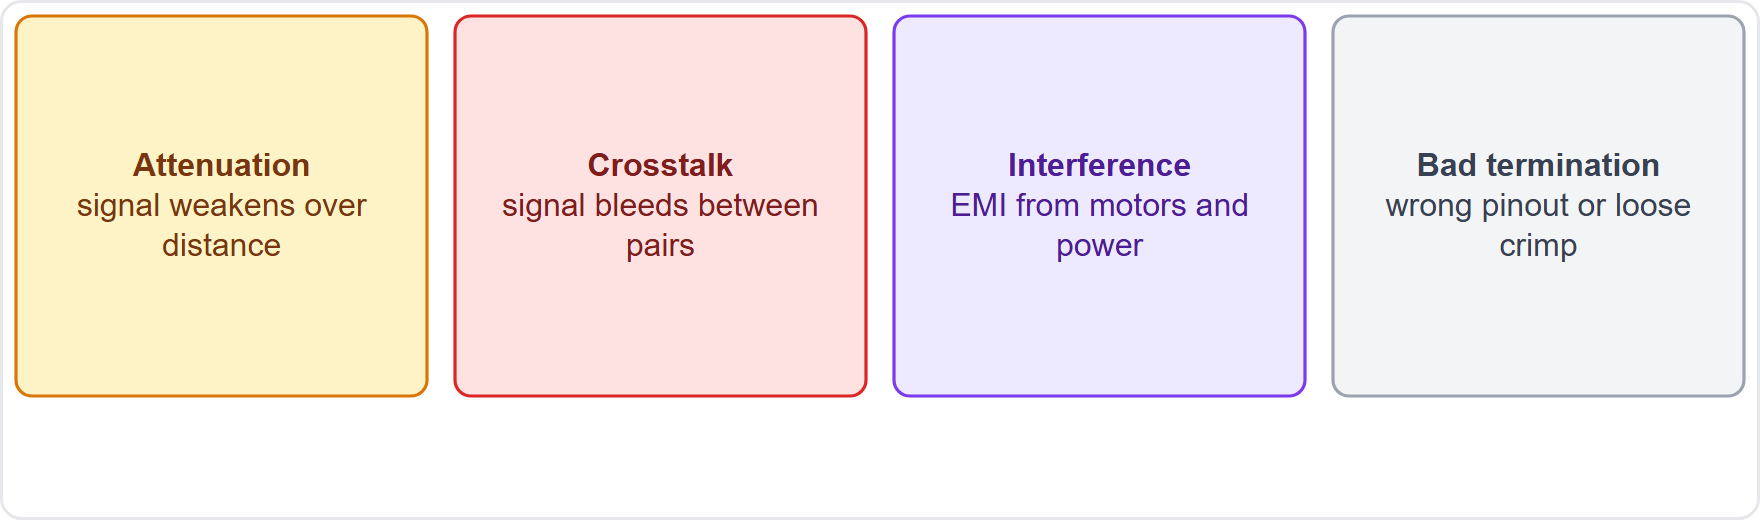 Attenuation
signal weakens over
distance
Crosstalk
signal bleeds between
pairs
Interference
EMI from motors and
power
Bad termination
wrong pinout or loose
crimp